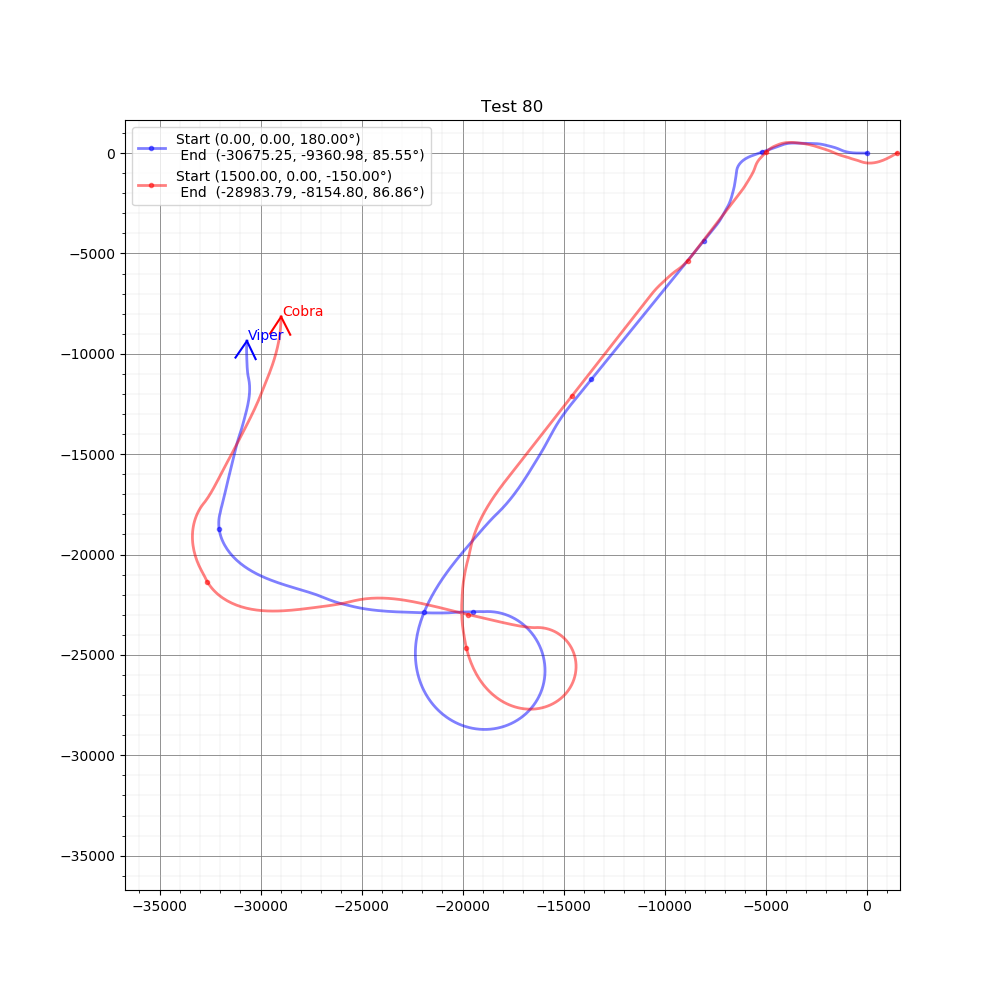 Test 80
Start (0.00, 0.00, 180.00°)
End  (-30675.25, -9360.98, 85.55°)
Start (1500.00, 0.00, -150.00°)
End  (-28983.79, -8154.80, 86.86°)
0
−5000
−10000
−15000
−20000
−25000
−30000
−35000
Cobra
Viper
−35000 −30000 −25000 −20000 −15000 −10000 −5000 0